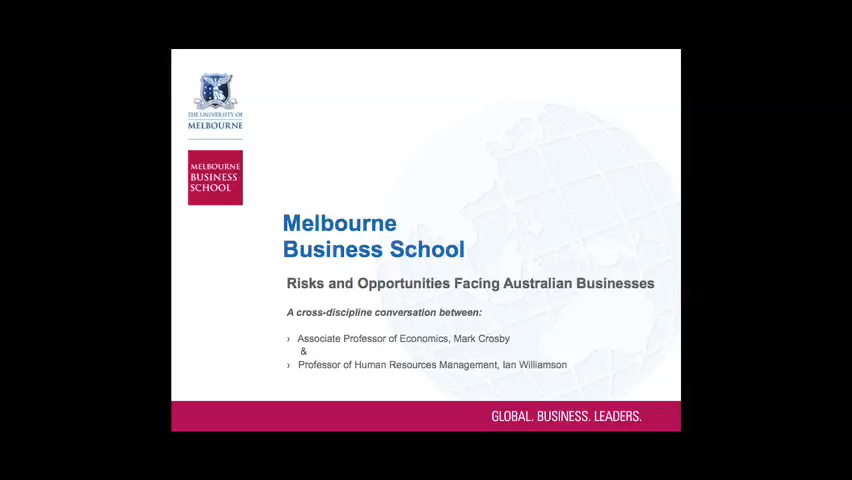 THE UNIVERSITY OF
MELBOURNE
MELBOURNE
BUSINESS
SCHOOL
Melbourne
Business School
Risks and Opportunities Facing Australian Businesses
A cross-discipline conversation between:
› Associate Professor of Economics, Mark Crosby
&
› Professor of Human Resources Management, Ian Williamson
GLOBAL. BUSINESS. LEADERS.